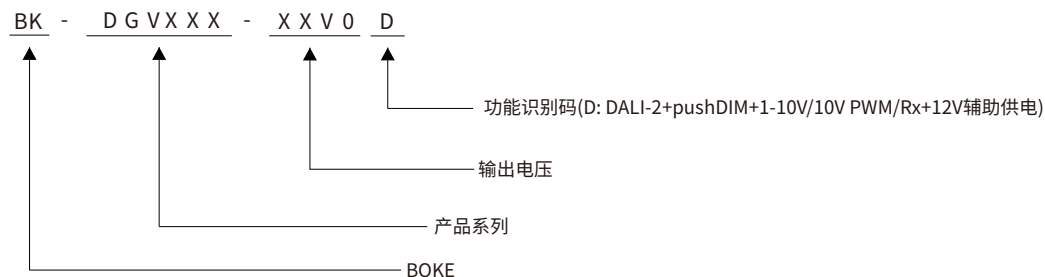 BK - DGVXXX - XXV0 D
功能识别码(D: DALI-2+pushDIM+1-10V/10V PWM/Rx+12V辅助供电)
输出电压
产品系列
BOKE